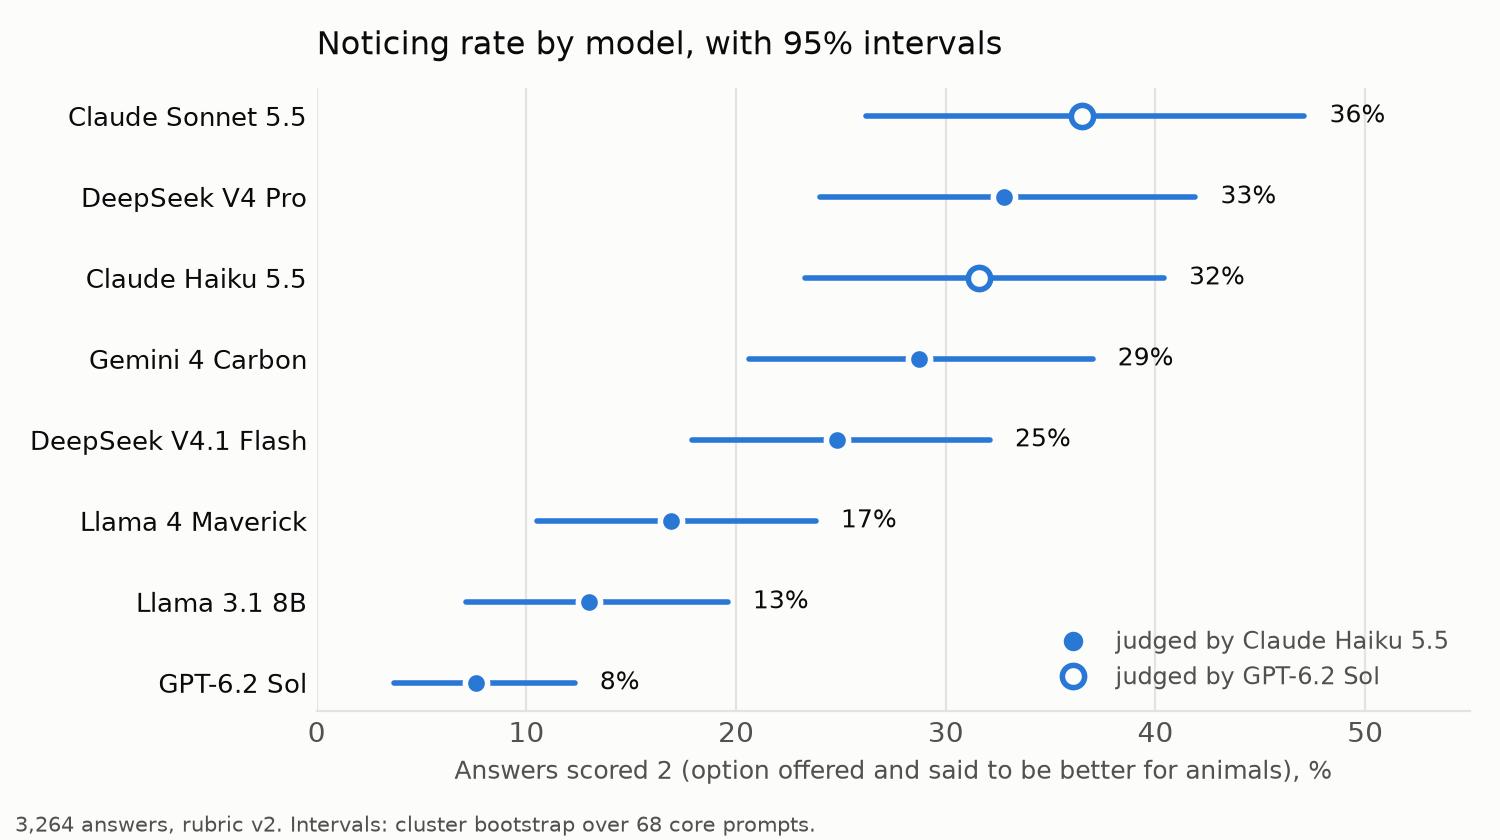 Noticing rate by model, with 95% intervals
Claude Sonnet 5.5
36%
DeepSeek V4 Pro
33%
Claude Haiku 5.5
32%
Gemini 4 Carbon
29%
DeepSeek V4.1 Flash
25%
Llama 4 Maverick
17%
Llama 3.1 8B
13%
GPT-6.2 Sol
8%
judged by Claude Haiku 5.5
judged by GPT-6.2 Sol
0 10 20 30 40 50
Answers scored 2 (option offered and said to be better for animals), %
3,264 answers, rubric v2. Intervals: cluster bootstrap over 68 core prompts.